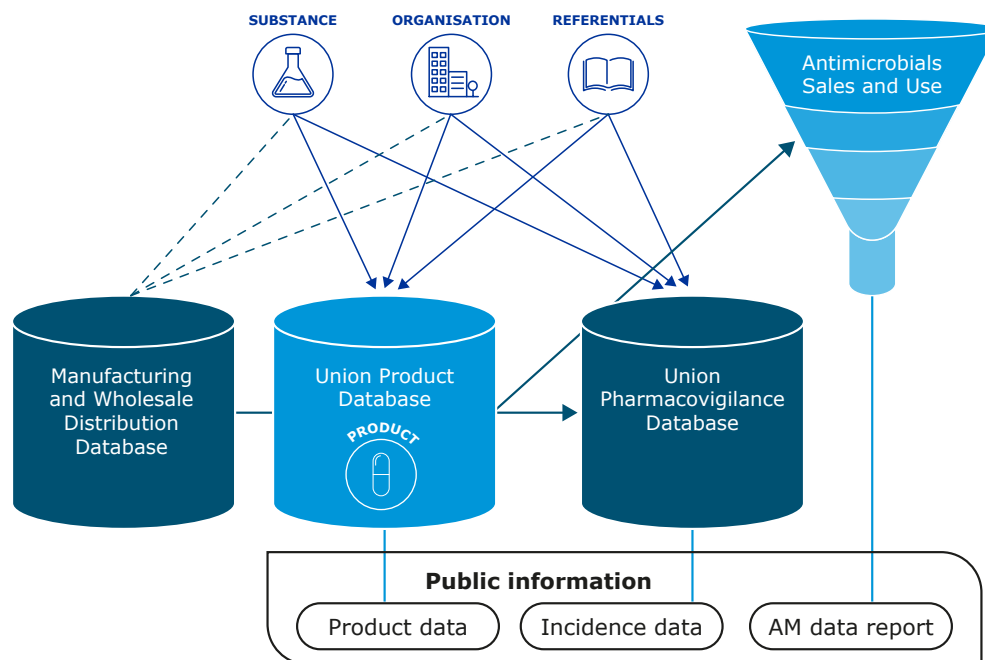 SUBSTANCE
ORGANISATION
REFERENTIALS
Antimicrobials
Sales and Use
Manufacturing
and Wholesale
Distribution
Database
Union Product
Database
PRODUCT
Union
Pharmacovigilance
Database
Public information
Product data
Incidence data
AM data report